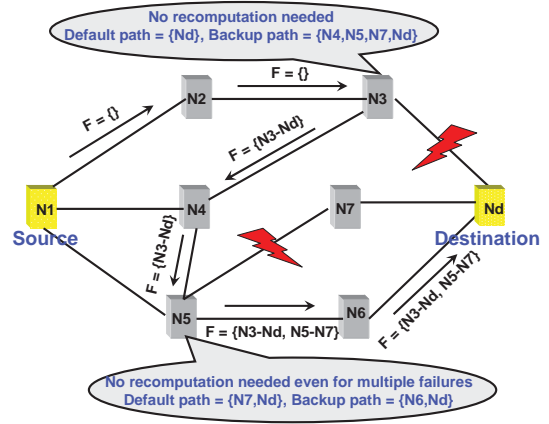 No recomputation needed
Default path = {Nd}, Backup path = {N4,N5,N7,Nd}
F = {}
N2
N3
F = {}
F = {N3-Nd}
N1
N4
N7
Nd
Source
Destination
F = {N3-Nd}
N5
N6
F = {N3-Nd, N5-N7}
F = {N3-Nd, N5-N7}
No recomputation needed even for multiple failures
Default path = {N7,Nd}, Backup path = {N6,Nd}